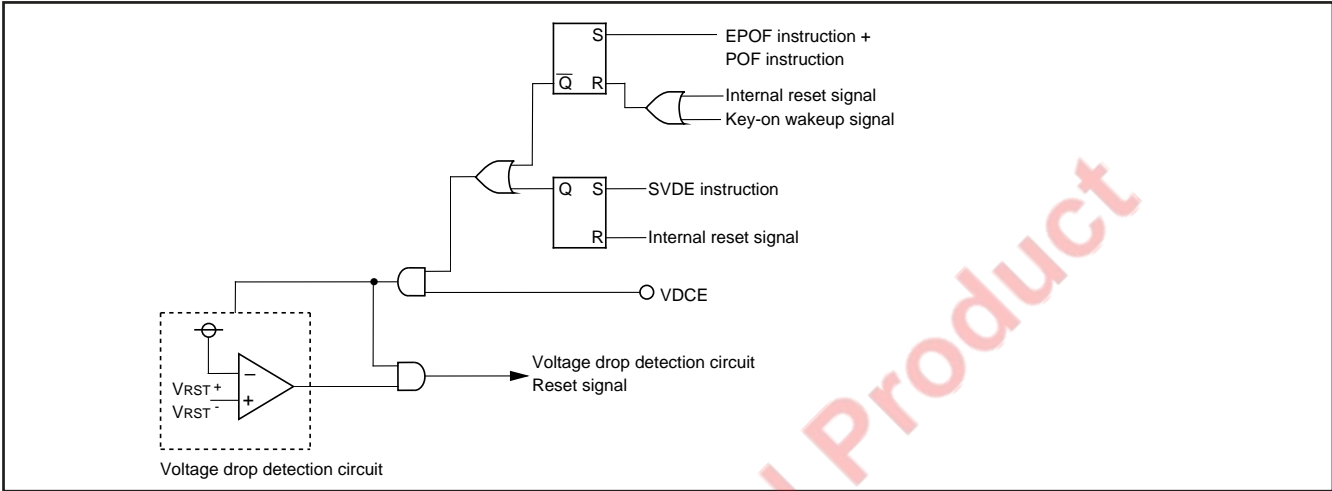 S
EPOF instruction +
POF instruction
Q
R
Internal reset signal
Key-on wakeup signal
Q
S
SVDE instruction
R
Internal reset signal
VDCE
Voltage drop detection circuit
Reset signal
−
VRST+
VRST-
+
Voltage drop detection circuit
Product